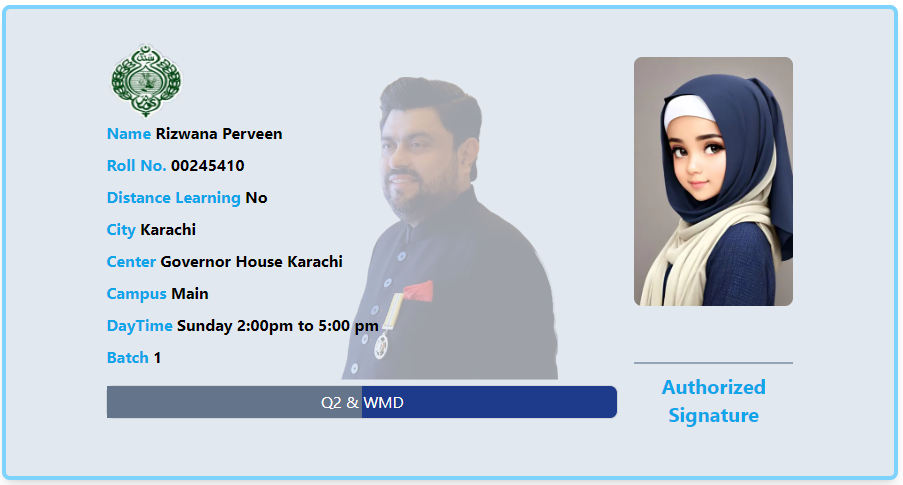 Name Rizwana Perveen
Roll No. 00245410
Distance Learning No
City Karachi
Center Governor House Karachi
Campus Main
DayTime Sunday 2:00pm to 5:00 pm
Batch 1
Q2 & WMD
Authorized
Signature